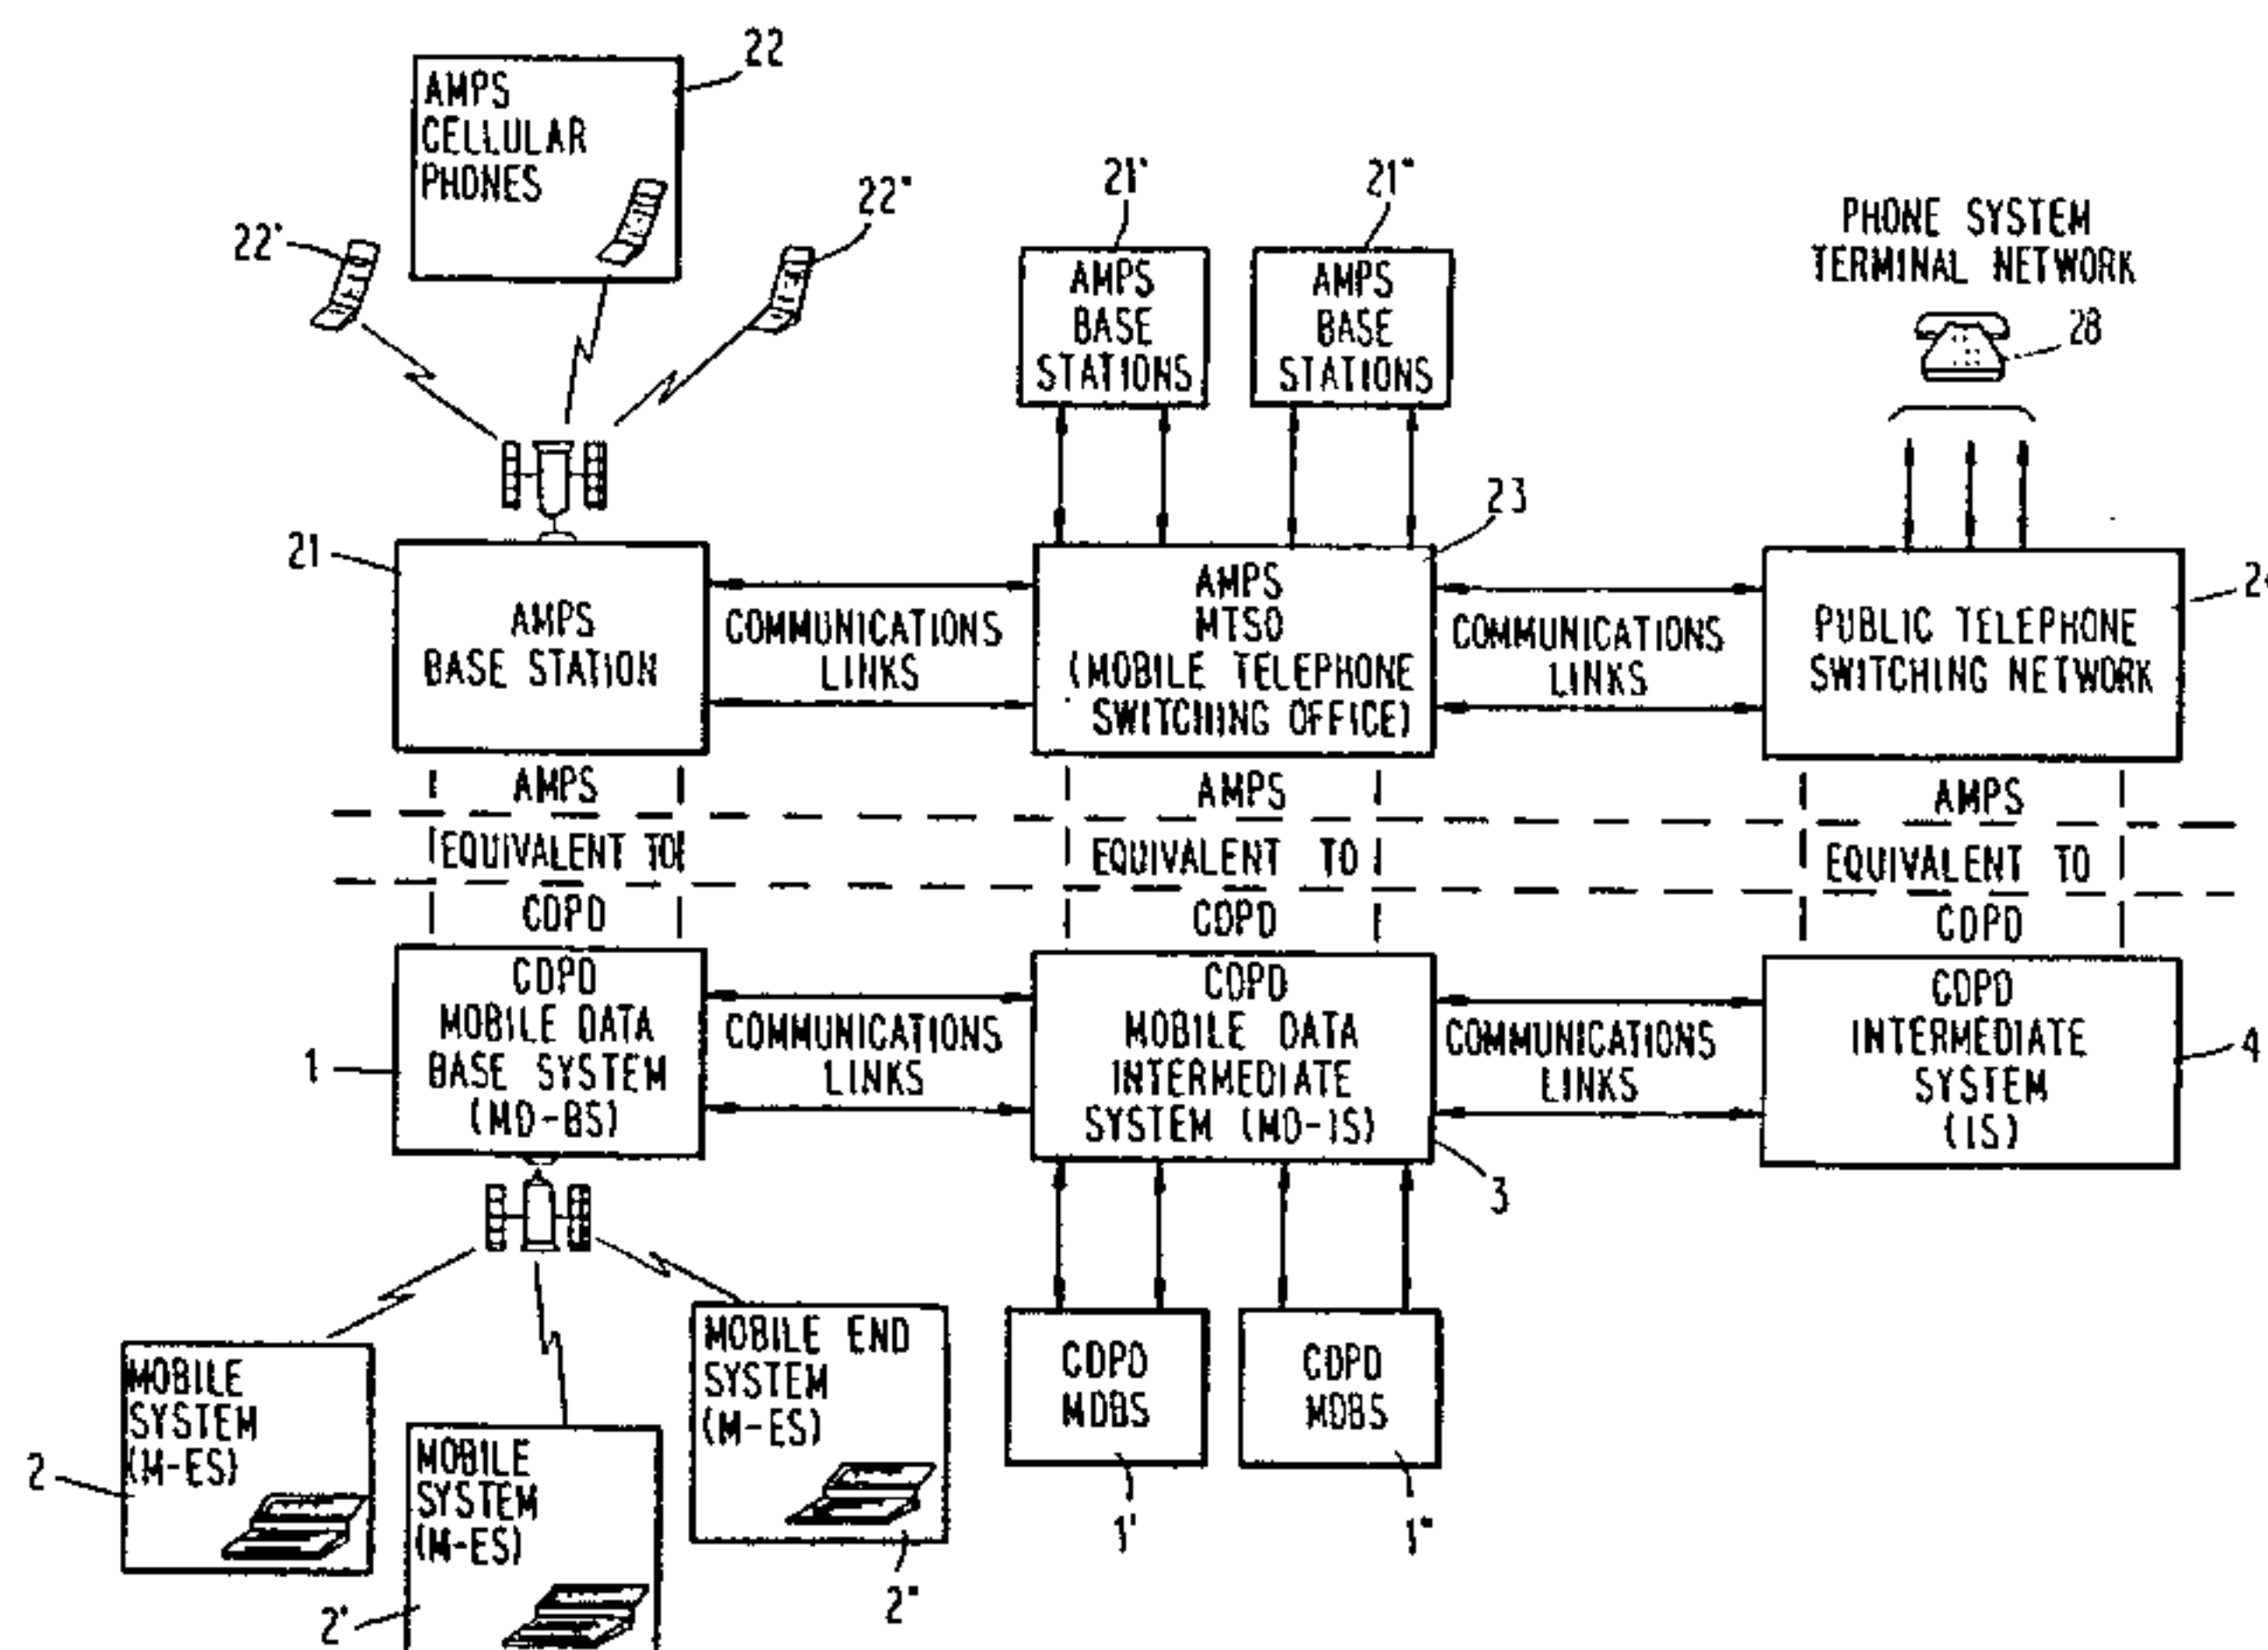 22
AMPS
CELLULAR
PHONES
22'
22"
21'
21"
AMPS
BASE
STATIONS
AMPS
BASE
STATIONS
PHONE SYSTEM
TERMINAL NETWORK
28
23
21
AMPS
BASE STATION
COMMUNICATIONS
LINKS
AMPS
MTSO
(MOBILE TELEPHONE
SWITCHING OFFICE)
COMMUNICATIONS
LINKS
PUBLIC TELEPHONE
SWITCHING NETWORK
AMPS
EQUIVALENT TO
CDPD
AMPS
EQUIVALENT TO
CDPD
AMPS
EQUIVALENT TO
CDPD
1
CDPD
MOBILE DATA
BASE SYSTEM
(MD-BS)
COMMUNICATIONS
LINKS
CDPD
MOBILE DATA
INTERMEDIATE
SYSTEM (MD-IS)
3
COMMUNICATIONS
LINKS
CDPD
INTERMEDIATE
SYSTEM
(IS)
4
MOBILE
SYSTEM
(M-ES)
2
MOBILE
SYSTEM
(M-ES)
2'
MOBILE END
SYSTEM
(M-ES)
2"
CDPD
MDBS
1'
CDPD
MDBS
1"